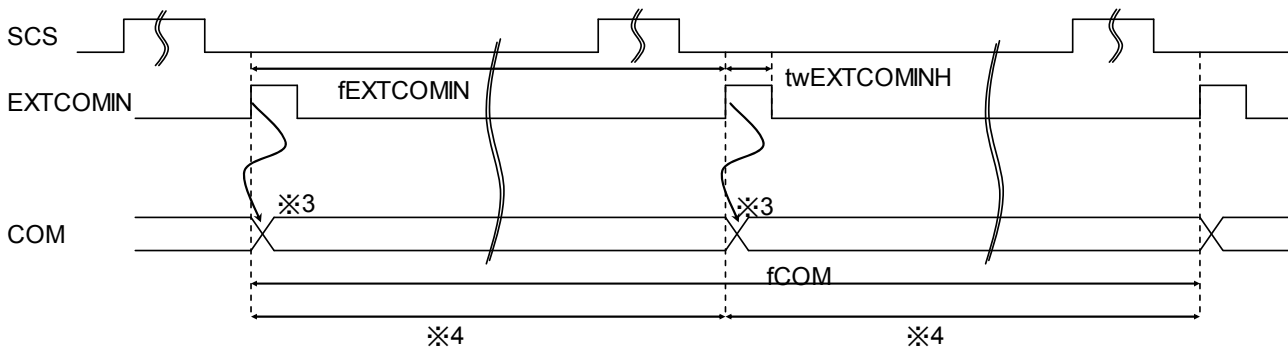 SCS
fEXTCOMIN
twEXTCOMINH
EXTCOMIN
※3
※3
COM
fCOM
※4
※4